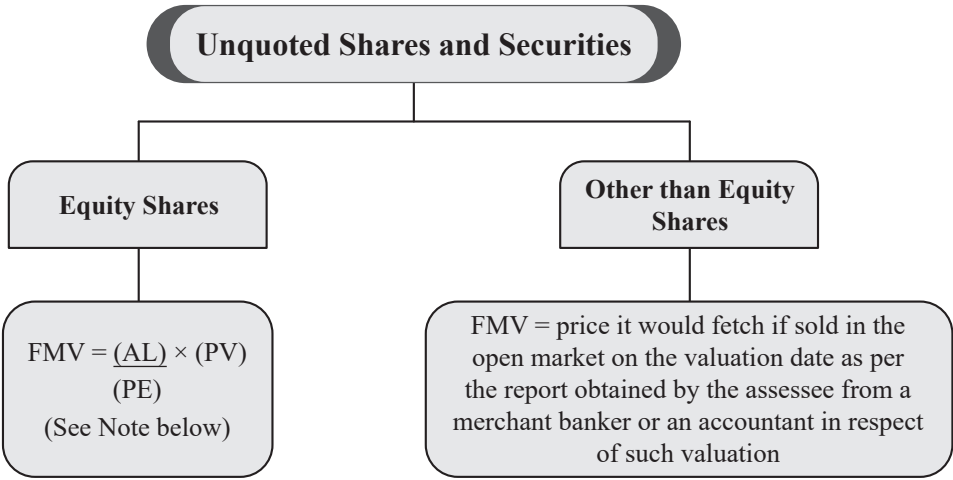 Unquoted Shares and Securities
Equity Shares
Other than Equity
Shares
FMV = (AL) × (PV)
(PE)
(See Note below)
FMV = price it would fetch if sold in the
open market on the valuation date as per
the report obtained by the assessee from a
merchant banker or an accountant in respect
of such valuation